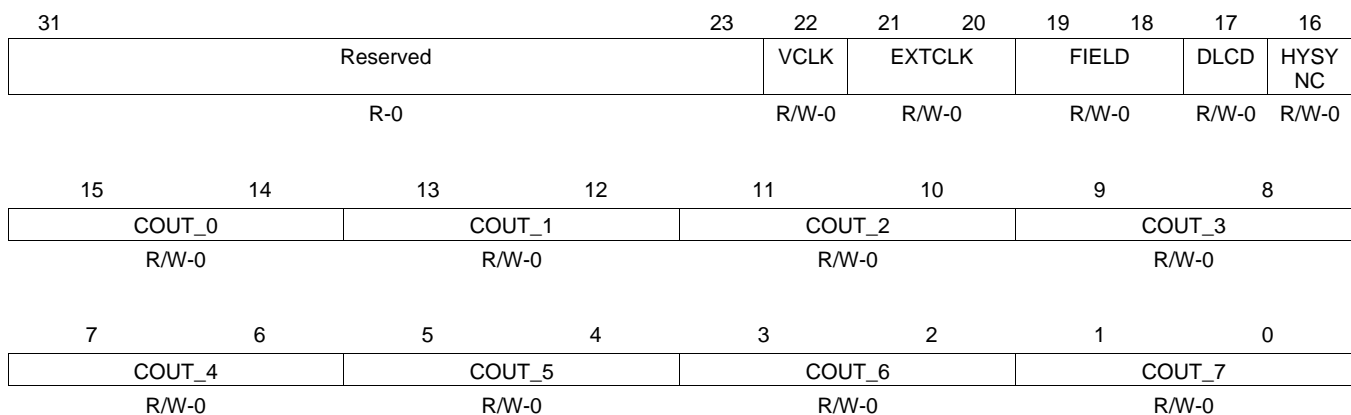 31 23 22 21 20 19 18 17 16
Reserved VCLK EXTCLK FIELD DLCD HYSY
NC
R-0 R/W-0 R/W-0 R/W-0 R/W-0 R/W-0
15 14 13 12 11 10 9 8
COUT_0 COUT_1 COUT_2 COUT_3
R/W-0 R/W-0 R/W-0 R/W-0
7 6 5 4 3 2 1 0
COUT_4 COUT_5 COUT_6 COUT_7
R/W-0 R/W-0 R/W-0 R/W-0